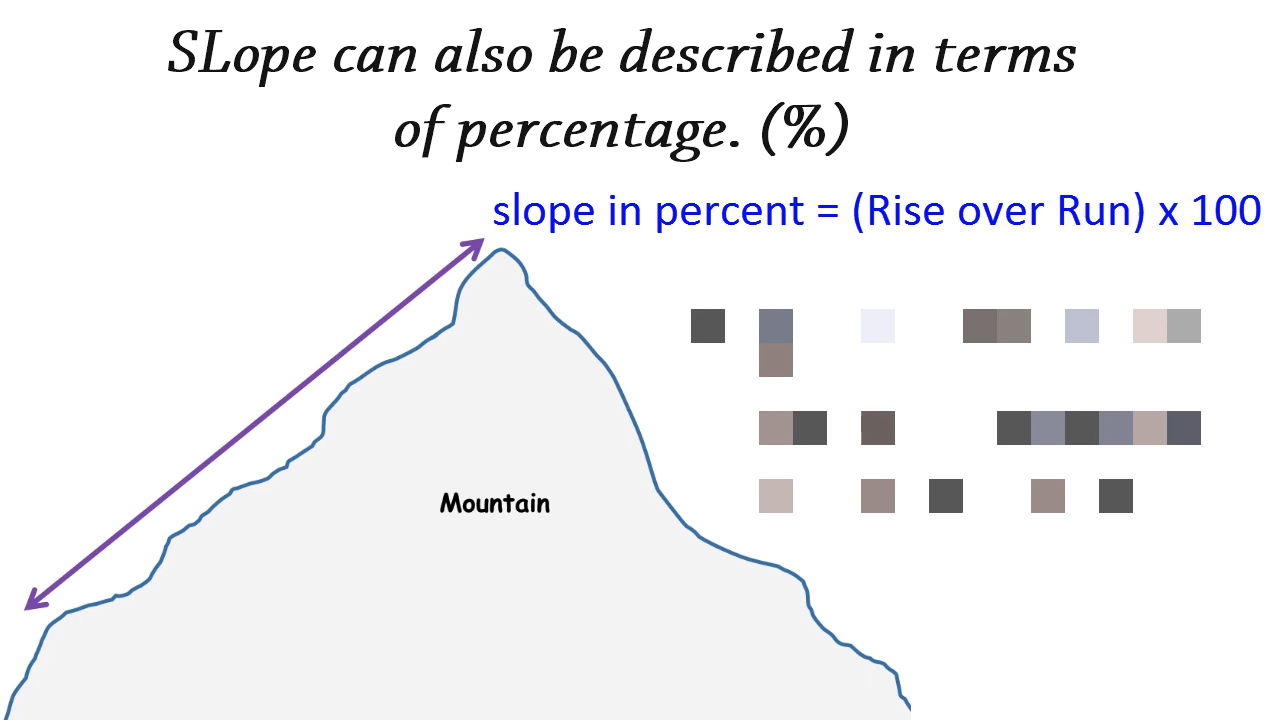 SLope can also be described in terms
of percentage. (%)
slope in percent = (Rise over Run) x 100
Mountain